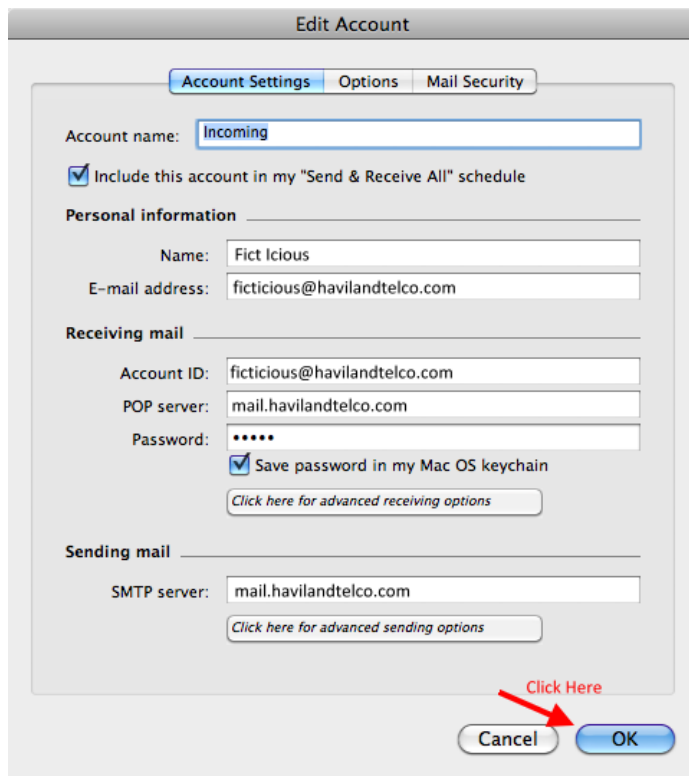 Edit Account
Account Settings Options Mail Security
Account name: Incoming
Include this account in my "Send & Receive All" schedule
Personal information
Name: Fict Icious
E-mail address: ficticious@havilandtelco.com
Receiving mail
Account ID: ficticious@havilandtelco.com
POP server: mail.havilandtelco.com
Password: •••••
Save password in my Mac OS keychain
Click here for advanced receiving options
Sending mail
SMTP server: mail.havilandtelco.com
Click here for advanced sending options
Click Here
Cancel OK